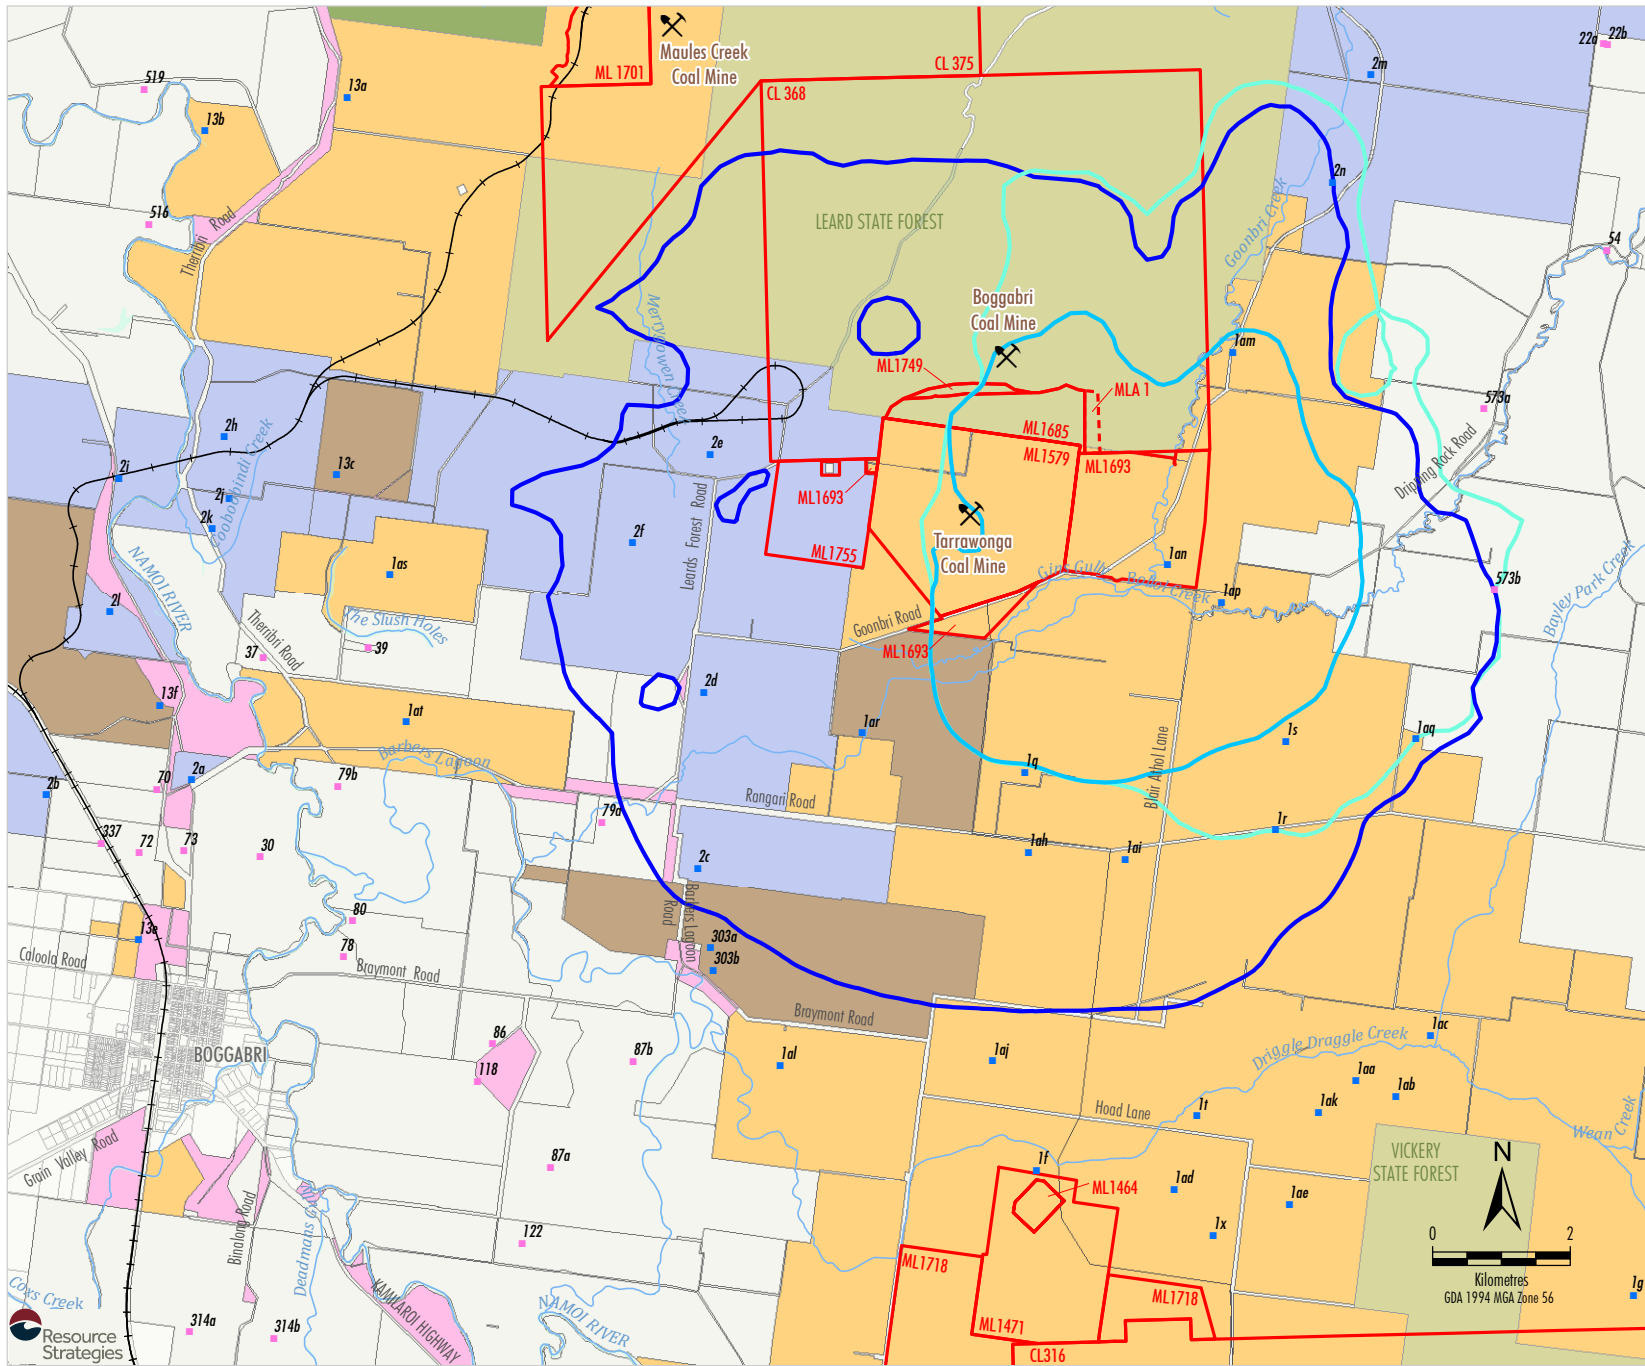 22a
22b
Maules Creek
Coal Mine
CL 375
ML 1701
CL 368
519
13a
13b
2m
2n
516
Therribri Road
LEARD STATE FOREST
Goonbri Creek
54
Boggabri
Coal Mine
Merrygowen Creek
1am
ML1749
MLA 1
573a
2h
2e
ML1685
ML1579
ML1693
Dripping Rock Road
2i
13c
Coobobindi Creek
2j
2k
ML1693
Leards Forest Road
2f
Tarrawonga
Coal Mine
ML1755
1an
Gins Gully
Bollol Creek
1ap
573b
Bayley Park Creek
NAMOI RIVER
1as
2l
The Slush Holes
Therribri Road
37
39
Goonbri Road
ML1693
13f
2d
1at
1ar
1s
1aq
Barbers Lagoon
1q
Blair Athol Lane
2a
70
79b
2b
Rangari Road
79a
1r
337
72
73
30
2c
1ah
1ai
Barbers Lagoon
Road
80
13e
78
303a
303b
Caloola Road
Braymont Road
Braymont Road
BOGGABRI
86
118
87b
1al
1aj
1ac
Driggle Draggle Creek
1aa
1ab
1ak
1t
Hoad Lane
Wean Creek
Grain Valley Road
87a
1f
ML1464
1ad
1ae
1x
VICKERY
STATE FOREST
N
0
2
Kilometres
GDA 1994 MGA Zone 56
Binalong Road
Deadmans Gully
122
ML1718
ML1718
1g
Cows Creek
KAMILAROI HIGHWAY
NAMOI RIVER
314a
314b
ML1471
CL316
Resource
Strategies